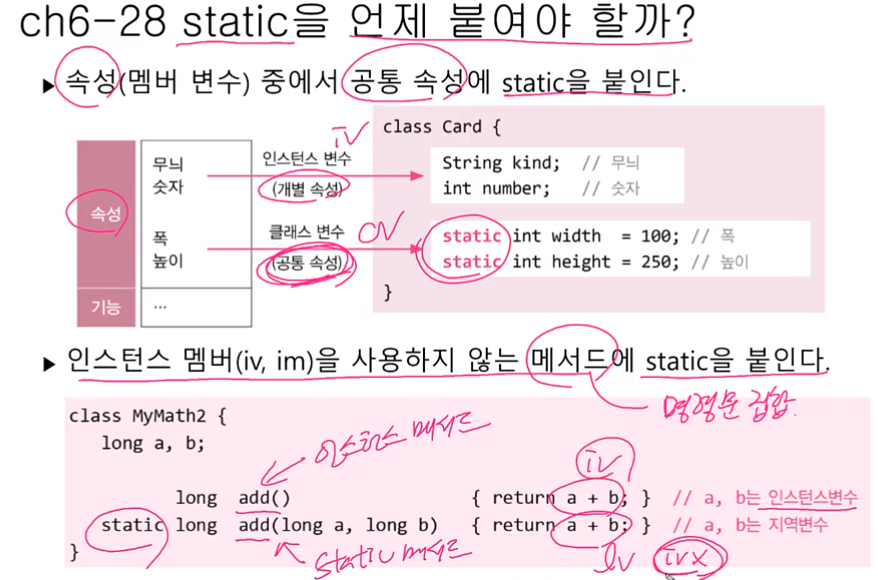 ch6-28 static을 언제 붙여야 할까?
▶ 속성(멤버 변수) 중에서 공통 속성에 static을 붙인다.
속성
기능
무늬
숫자
폭
높이
...
iv
인스턴스 변수
(개별 속성)
클래스 변수
cv
(공통 속성)
class Card {
String kind; // 무늬
int number; // 숫자
static int width = 100; // 폭
static int height = 250; // 높이
}
▶ 인스턴스 멤버(iv, im)을 사용하지 않는 메서드에 static을 붙인다.
명령문 집합
class MyMath2 {
long a, b;
인스턴스 메서드
iv
long add() { return a + b; } // a, b는 인스턴스변수
static long add(long a, long b) { return a + b; } // a, b는 지역변수
}
static 메서드
lv
iv x